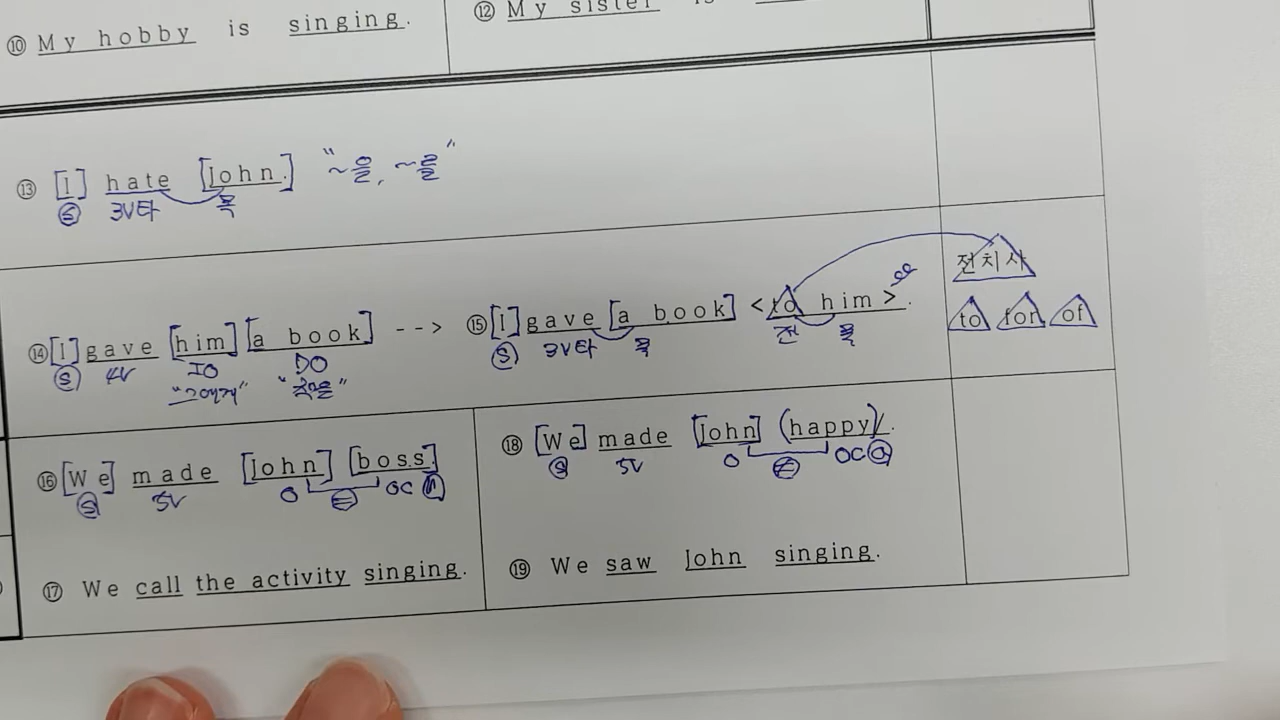 ⑩ My hobby is singing.
⑫ My sister
⑬ [I] hate [John.] "~을, ~를"
Ⓢ 3V타 목
⑭ [I] gave [him] [a book] --> ⑮ [I] gave [a book] <to him>.
Ⓢ 4V IO DO
"그에게" "책을"
Ⓢ 3V타 목 전 목
전치사
to for of
⑯ [We] made [John] [boss]
Ⓢ 5V O = OC ⓝ
⑱ [We] made [John] (happy).
Ⓢ 5V O = OC ⓐ
⑰ We call the activity singing.
⑲ We saw John singing.